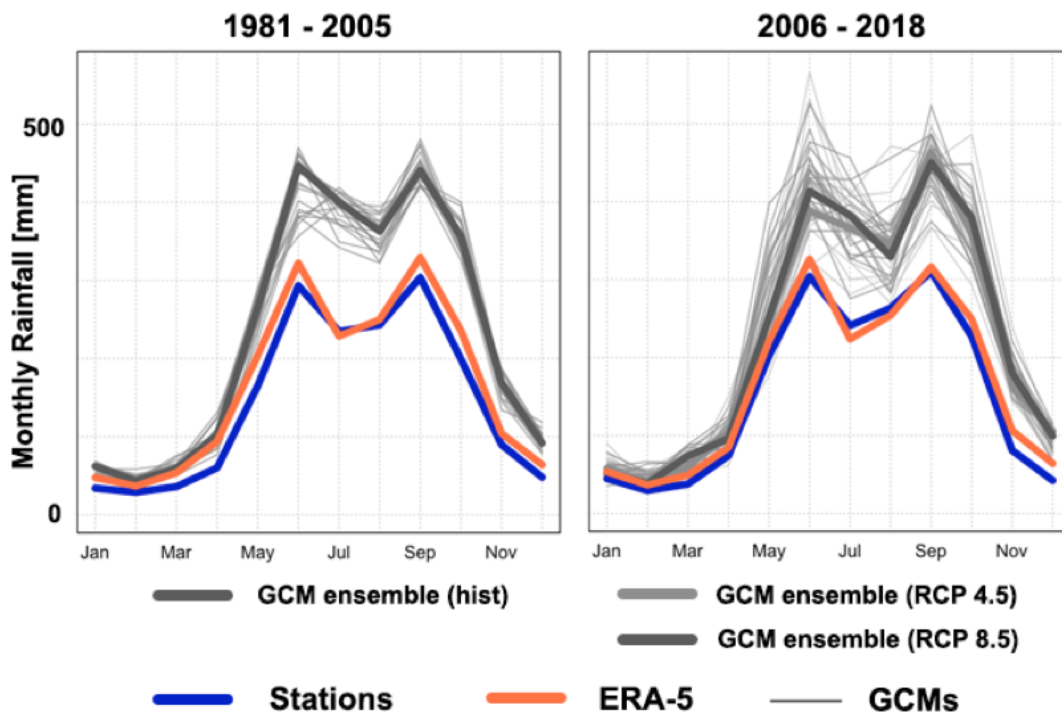 1981 - 2005
2006 - 2018
Monthly Rainfall [mm]
500
0
Jan Mar May Jul Sep Nov
Jan Mar May Jul Sep Nov
GCM ensemble (hist)
GCM ensemble (RCP 4.5)
GCM ensemble (RCP 8.5)
Stations ERA-5 GCMs